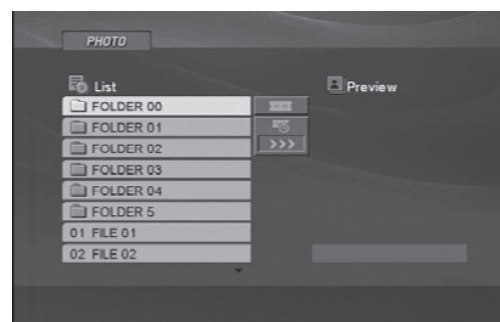 PHOTO
List
Preview
FOLDER 00
FOLDER 01
FOLDER 02
>>>
FOLDER 03
FOLDER 04
FOLDER 5
01 FILE 01
02 FILE 02